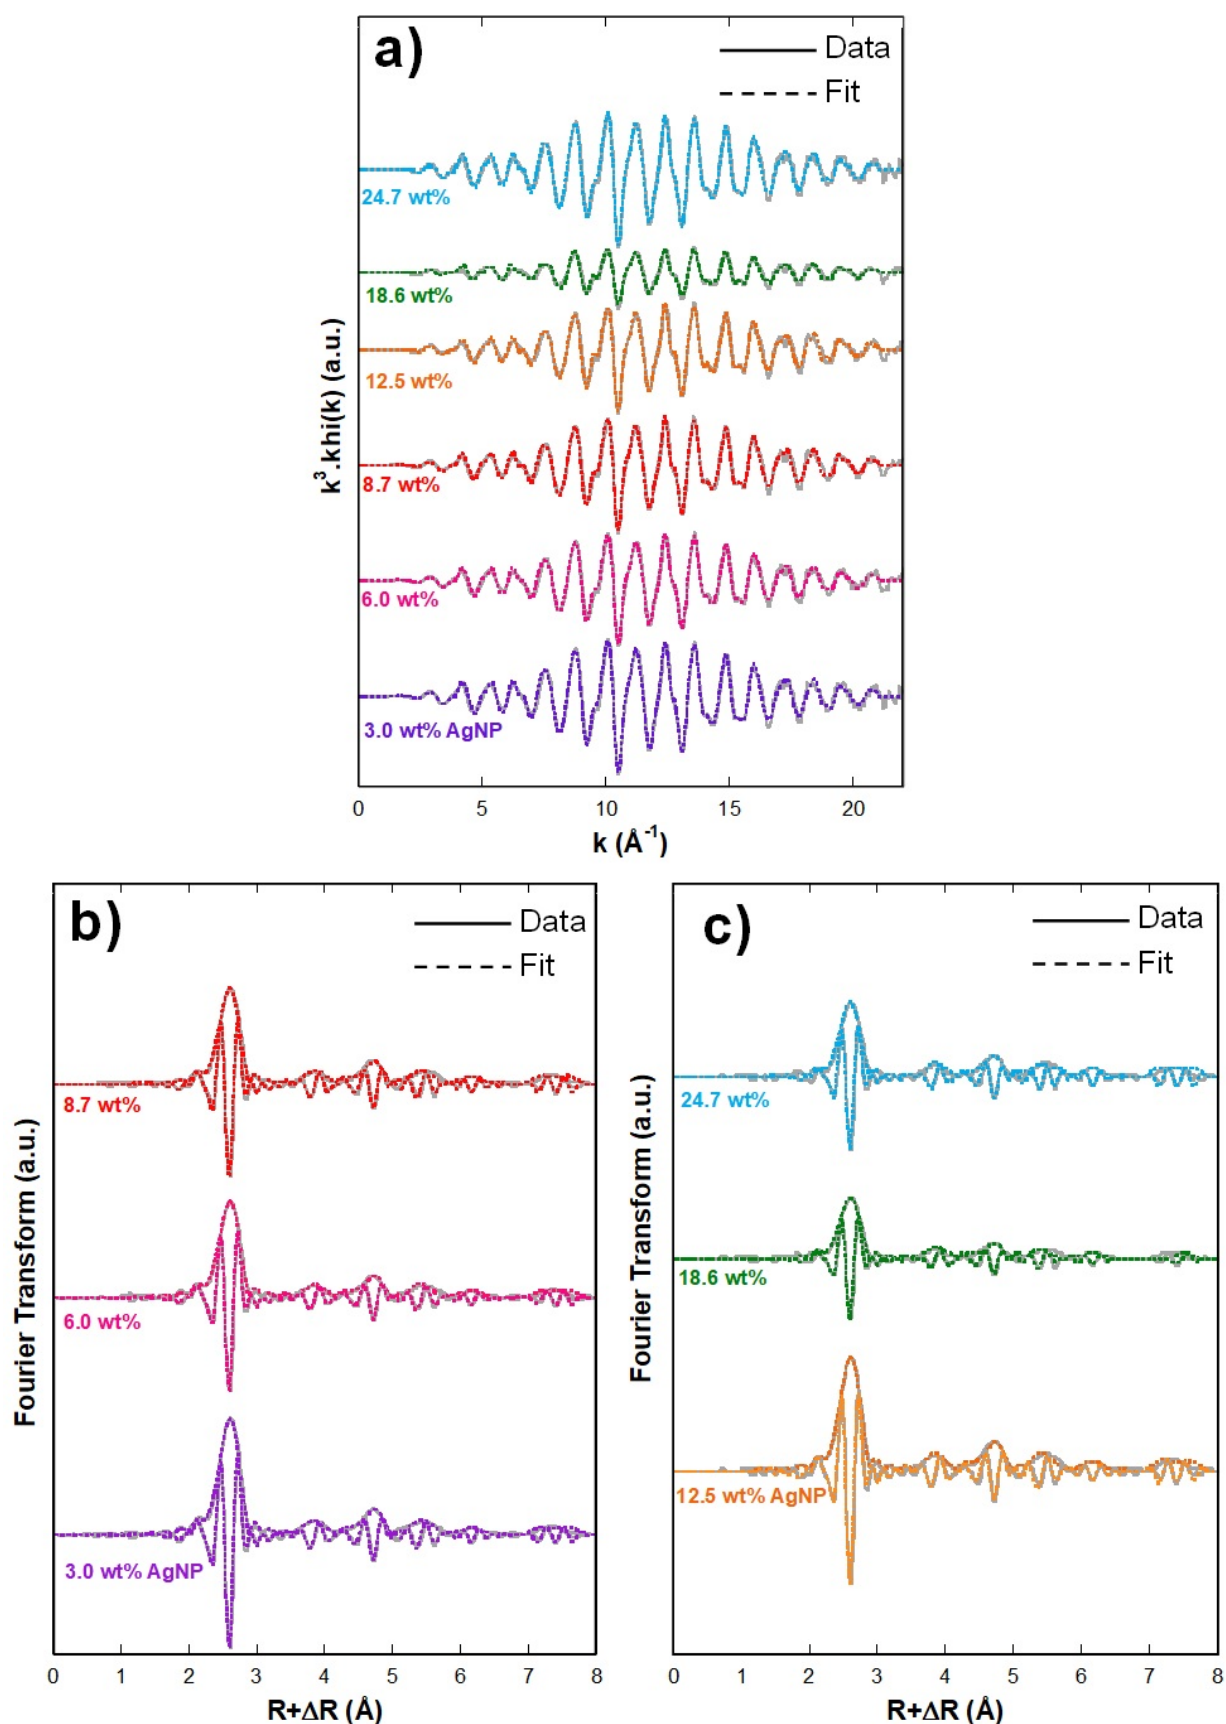 a)
Data
Fit
24.7 wt%
18.6 wt%
12.5 wt%
8.7 wt%
6.0 wt%
3.0 wt% AgNP
k³.khi(k) (a.u.)
0 5 10 15 20
k (Å⁻¹)
b)
Data
Fit
8.7 wt%
6.0 wt%
3.0 wt% AgNP
Fourier Transform (a.u.)
0 1 2 3 4 5 6 7 8
R+ΔR (Å)
c)
Data
Fit
24.7 wt%
18.6 wt%
12.5 wt% AgNP
Fourier Transform (a.u.)
0 1 2 3 4 5 6 7 8
R+ΔR (Å)